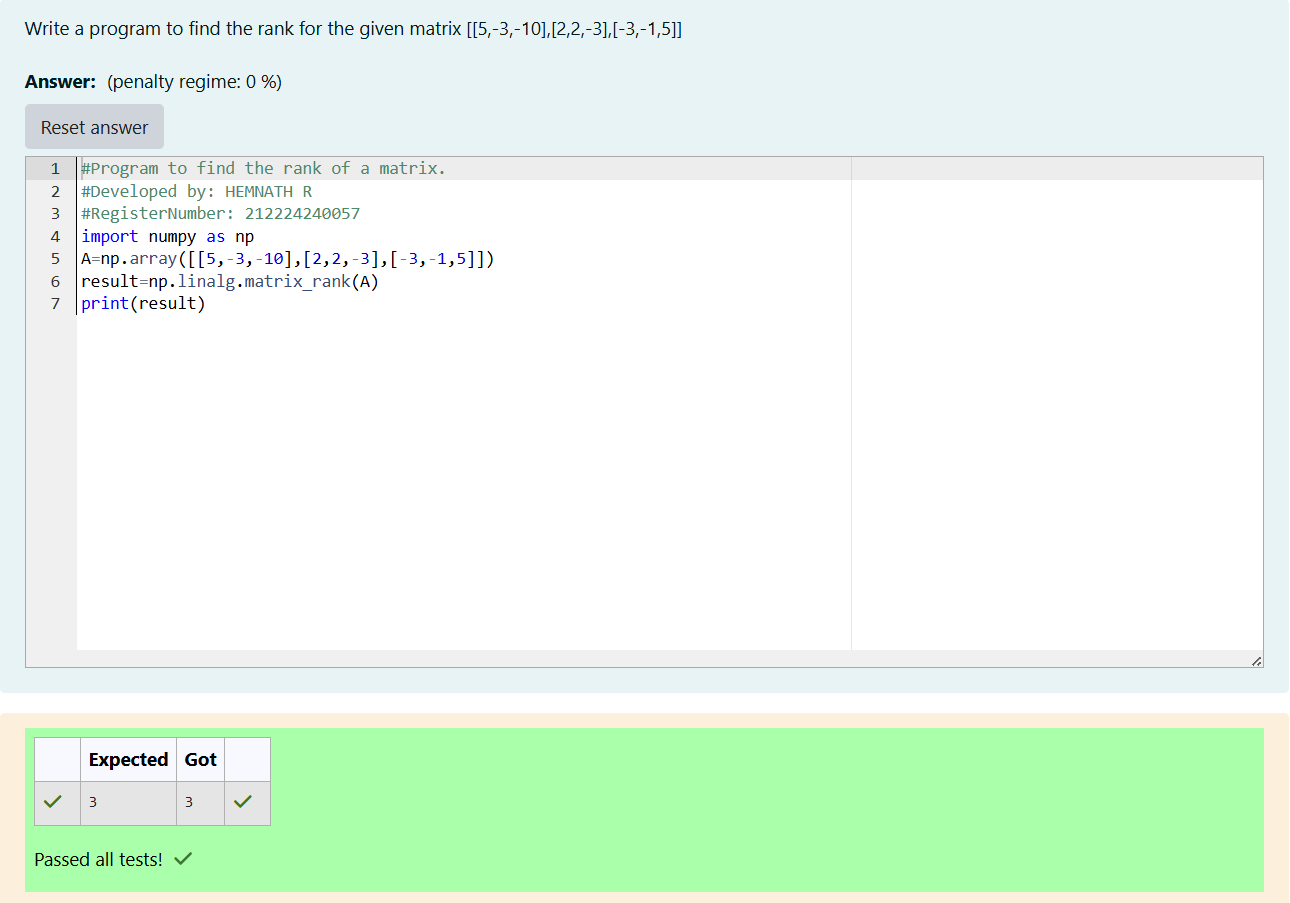 Write a program to find the rank for the given matrix [[5,-3,-10],[2,2,-3],[-3,-1,5]]
Answer: (penalty regime: 0 %)
Reset answer
1 #Program to find the rank of a matrix.
2 #Developed by: HEMNATH R
3 #RegisterNumber: 212224240057
4 import numpy as np
5 A=np.array([[5,-3,-10],[2,2,-3],[-3,-1,5]])
6 result=np.linalg.matrix_rank(A)
7 print(result)
Expected Got
3 3
Passed all tests!